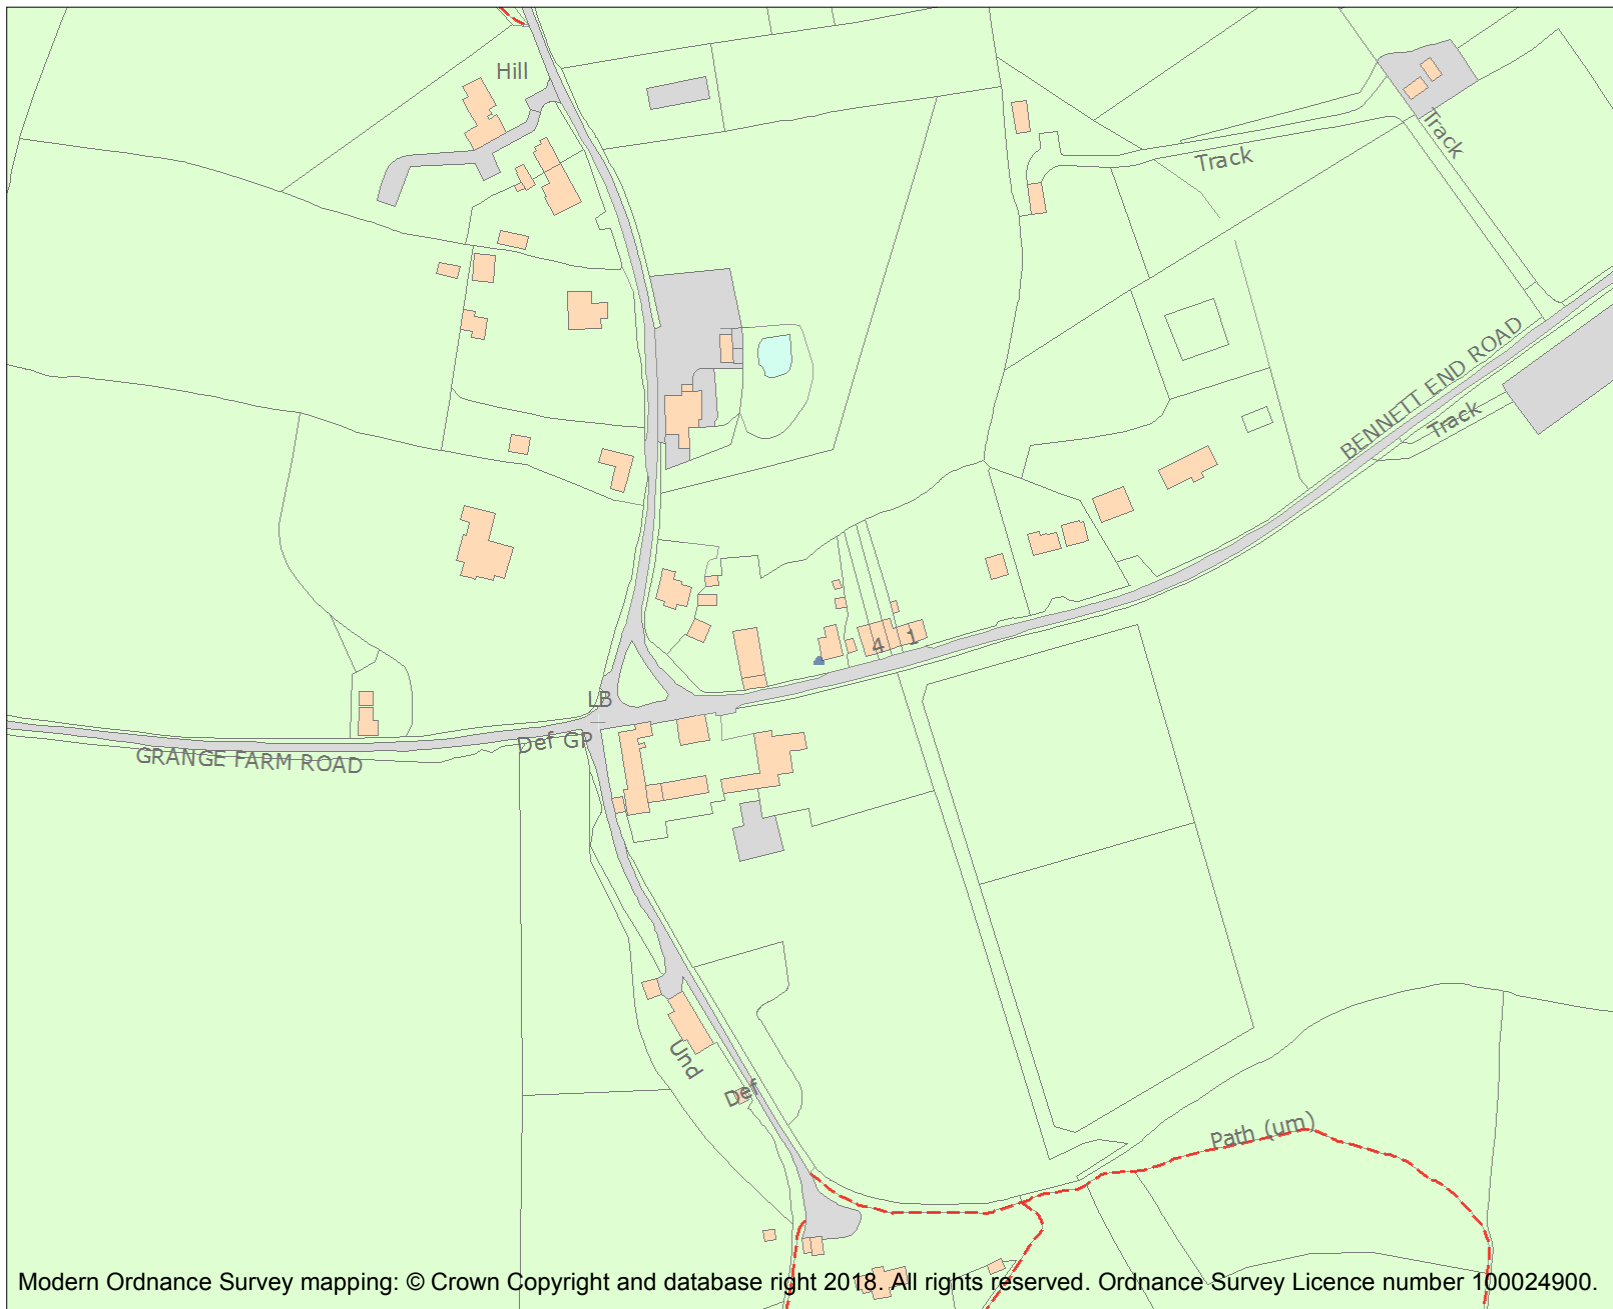 Hill
Track
Track
BENNETT END ROAD
Track
4
1
LB
Def GP
GRANGE FARM ROAD
Und
Def
Path (um)
Modern Ordnance Survey mapping: © Crown Copyright and database right 2018. All rights reserved. Ordnance Survey Licence number 100024900.